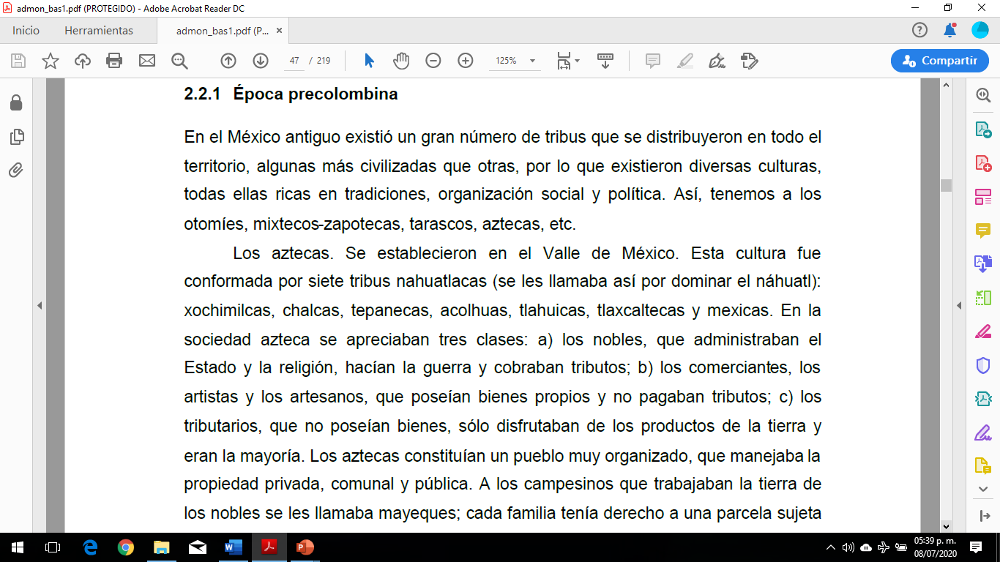 admon_bas1.pdf (PROTEGIDO) - Adobe Acrobat Reader DC
Inicio Herramientas admon_bas1.pdf (P...
47 / 219 125% Compartir
2.2.1 Época precolombina
En el México antiguo existió un gran número de tribus que se distribuyeron en todo el
territorio, algunas más civilizadas que otras, por lo que existieron diversas culturas,
todas ellas ricas en tradiciones, organización social y política. Así, tenemos a los
otomíes, mixtecos-zapotecas, tarascos, aztecas, etc.
Los aztecas. Se establecieron en el Valle de México. Esta cultura fue
conformada por siete tribus nahuatlacas (se les llamaba así por dominar el náhuatl):
xochimilcas, chalcas, tepanecas, acolhuas, tlahuicas, tlaxcaltecas y mexicas. En la
sociedad azteca se apreciaban tres clases: a) los nobles, que administraban el
Estado y la religión, hacían la guerra y cobraban tributos; b) los comerciantes, los
artistas y los artesanos, que poseían bienes propios y no pagaban tributos; c) los
tributarios, que no poseían bienes, sólo disfrutaban de los productos de la tierra y
eran la mayoría. Los aztecas constituían un pueblo muy organizado, que manejaba la
propiedad privada, comunal y pública. A los campesinos que trabajaban la tierra de
los nobles se les llamaba mayeques; cada familia tenía derecho a una parcela sujeta
05:39 p. m.
08/07/2020